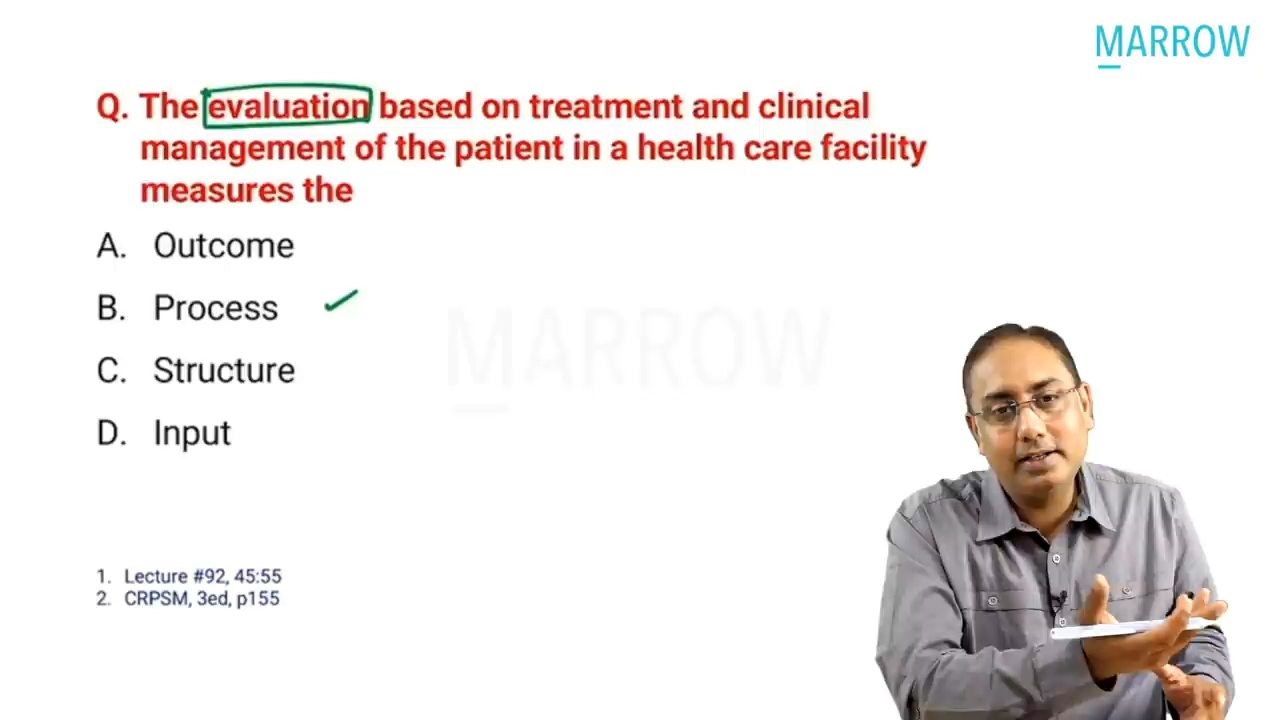 MARROW
Q. The evaluation based on treatment and clinical
management of the patient in a health care facility
measures the
A. Outcome
B. Process
C. Structure
MARROW
D. Input
1. Lecture #92, 45:55
2. CRPSM, 3ed, p155